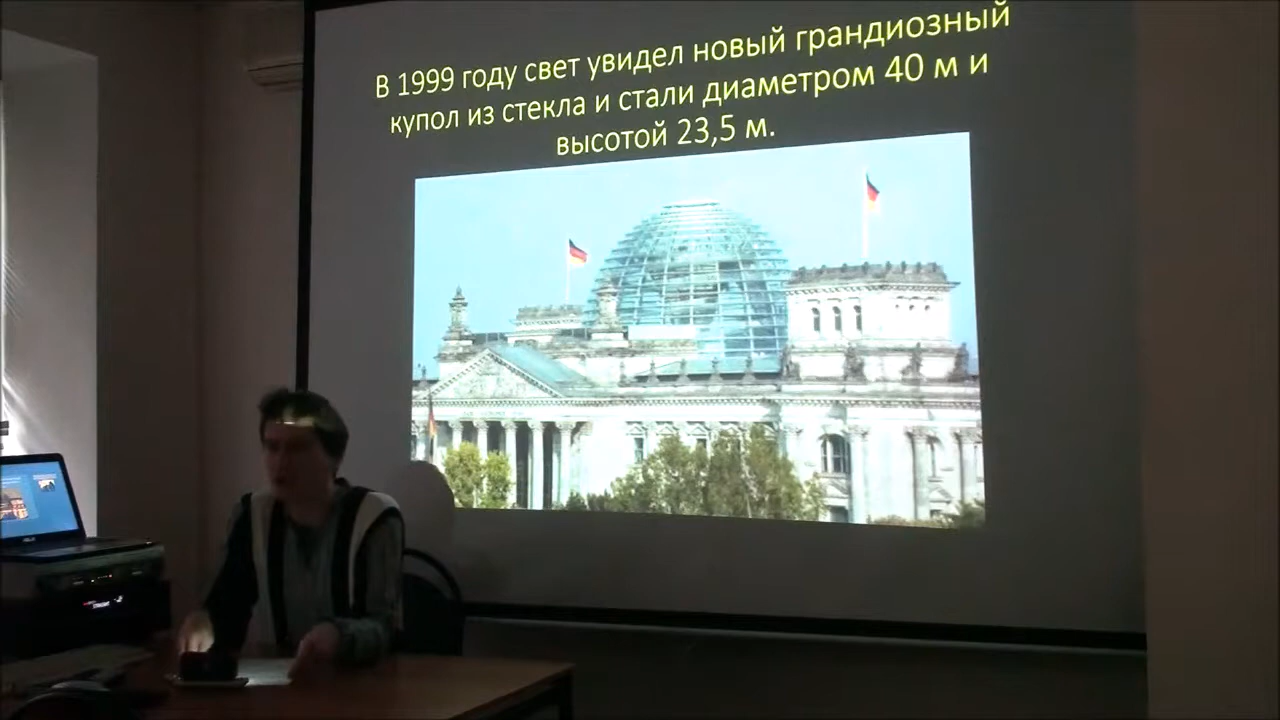 В 1999 году свет увидел новый грандиозный
купол из стекла и стали диаметром 40 м и
высотой 23,5 м.